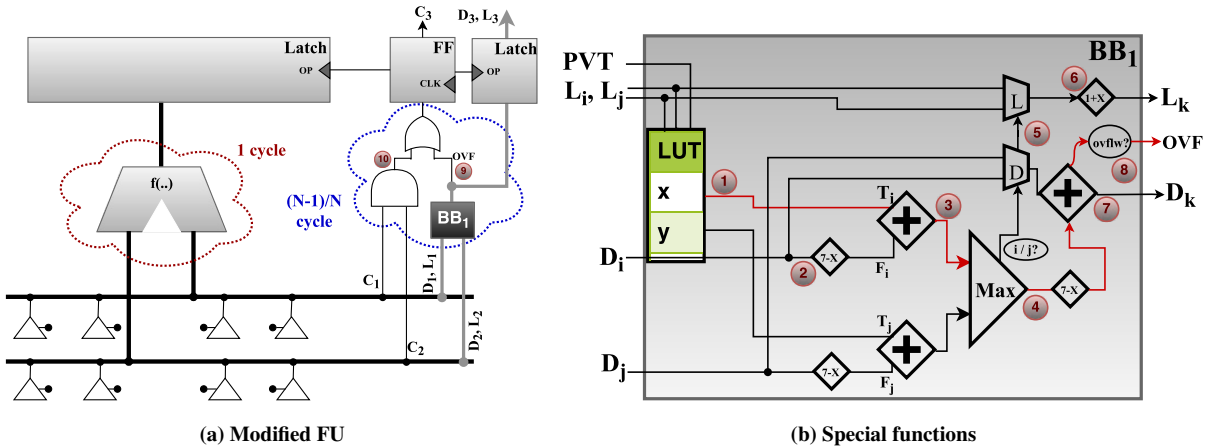 C3
D3, L3
Latch
OP
FF
CLK
Latch
OP
1 cycle
f(..)
(N-1)/N
cycle
10
OVF
9
BB1
C1
D1, L1
C2
D2, L2
(a) Modified FU
BB1
PVT
Li, Lj
LUT
x
y
1
L
6
1+X
Lk
5
D
ovflw?
OVF
8
Ti
3
7
Dk
Di
2
7-X
Fi
i / j?
Max
4
7-X
Tj
Dj
7-X
Fj
(b) Special functions